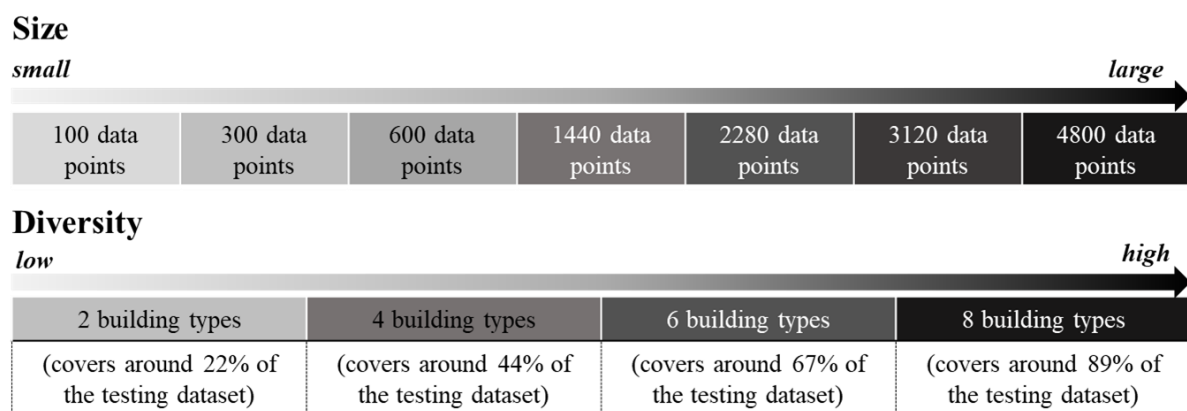 Size
small large
100 data 300 data 600 data 1440 data 2280 data 3120 data 4800 data
points points points points points points points
Diversity
low high
2 building types 4 building types 6 building types 8 building types
(covers around 22% of (covers around 44% of (covers around 67% of (covers around 89% of
the testing dataset) the testing dataset) the testing dataset) the testing dataset)